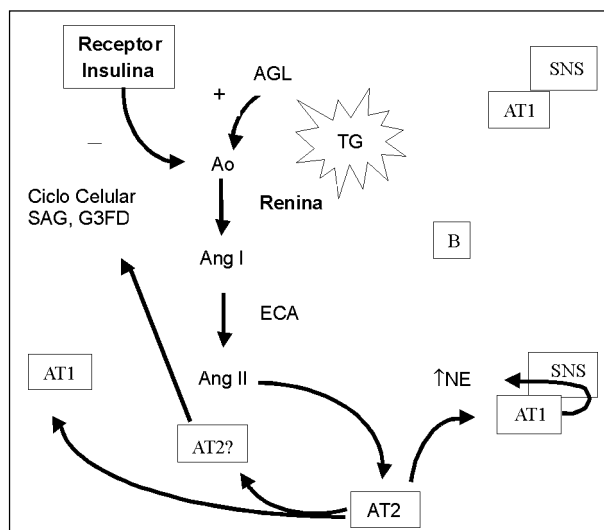 Receptor
Insulina
AGL
SNS
AT1
+
TG
–
Ao
Ciclo Celular
SAG, G3FD
Renina
B
Ang I
ECA
AT1
Ang II
↑NE
SNS
AT1
AT2?
AT2